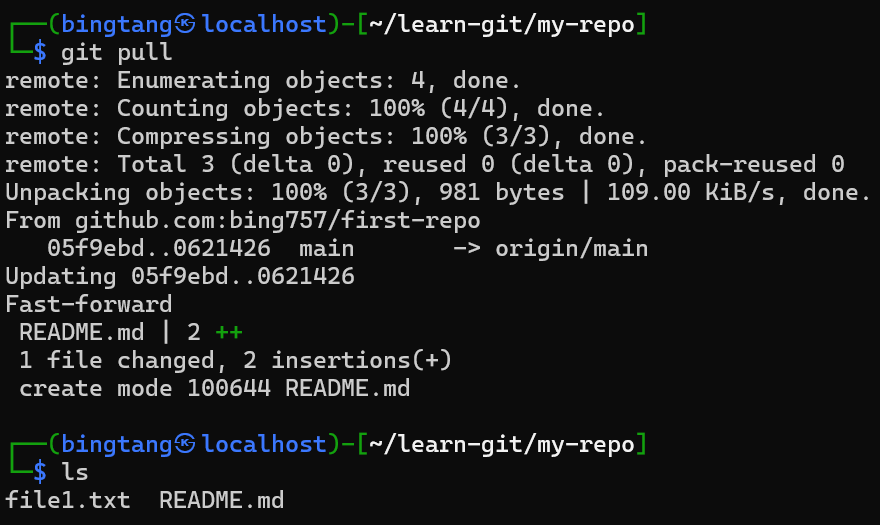 ┌──(bingtang㉿localhost)-[~/learn-git/my-repo]
└─$ git pull
remote: Enumerating objects: 4, done.
remote: Counting objects: 100% (4/4), done.
remote: Compressing objects: 100% (3/3), done.
remote: Total 3 (delta 0), reused 0 (delta 0), pack-reused 0
Unpacking objects: 100% (3/3), 981 bytes | 109.00 KiB/s, done.
From github.com:bing757/first-repo
   05f9ebd..0621426  main       -> origin/main
Updating 05f9ebd..0621426
Fast-forward
 README.md | 2 ++
 1 file changed, 2 insertions(+)
 create mode 100644 README.md

┌──(bingtang㉿localhost)-[~/learn-git/my-repo]
└─$ ls
file1.txt  README.md